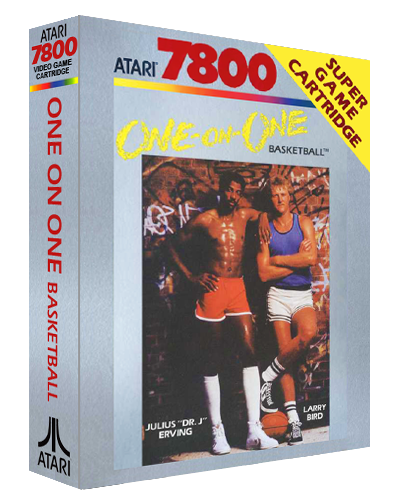 ATARI
7800
VIDEO GAME
CARTRIDGE
ONE ON ONE BASKETBALL
ATARI
ATARI 7800
SUPER
GAME
CARTRIDGE
ONE-ON-ONE
BASKETBALL™
JULIUS "DR. J"
ERVING
LARRY
BIRD